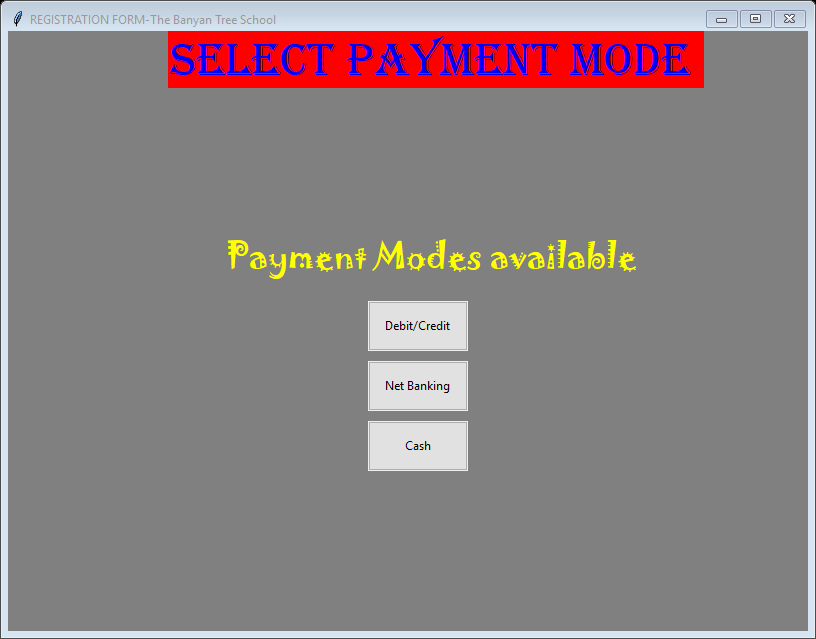 REGISTRATION FORM-The Banyan Tree School
SELECT PAYMENT MODE
Payment Modes available
Debit/Credit
Net Banking
Cash